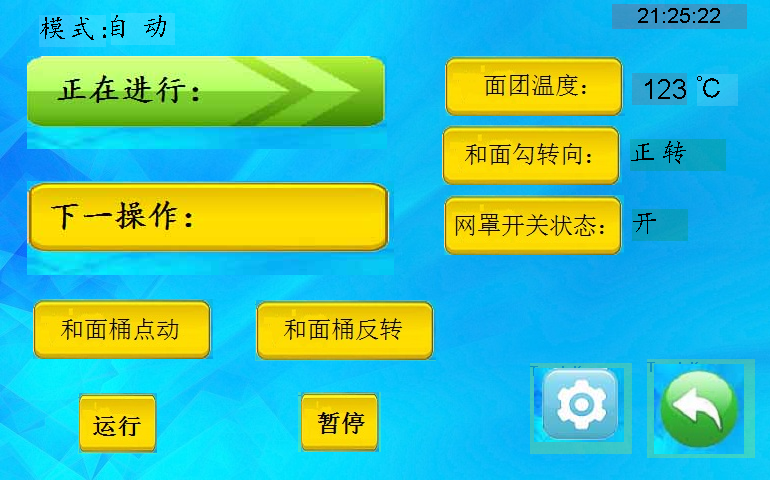 模式:自动
21:25:22
正在进行:
面团温度: 123 ℃
和面勾转向: 正转
下一操作:
网罩开关状态: 开
和面桶点动
和面桶反转
运行
暂停